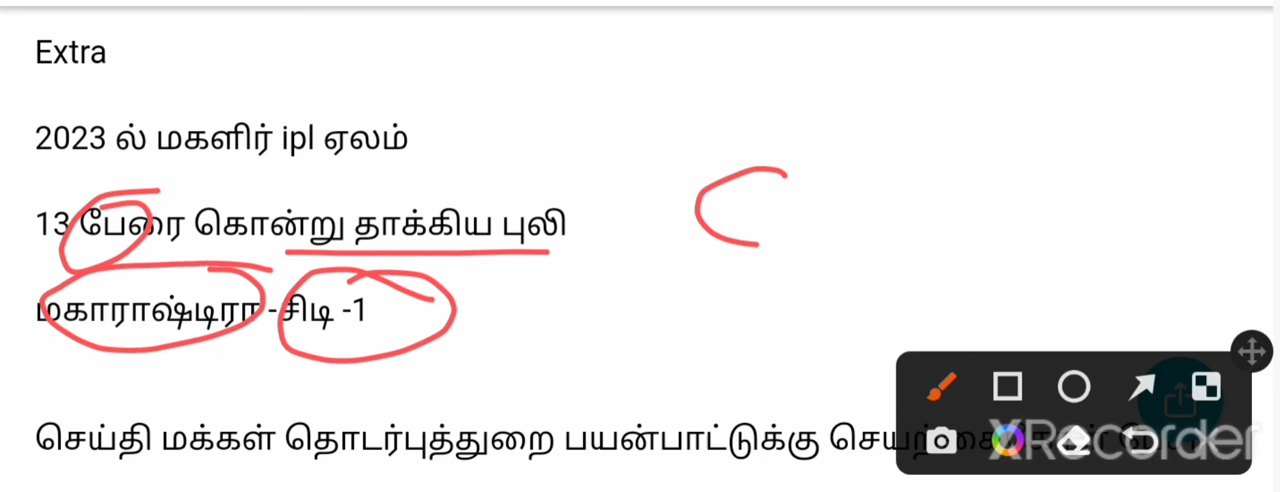 Extra
2023 ல் மகளிர் ipl ஏலம்
13 பேரை கொன்று தாக்கிய புலி
மகாராஷ்டிரா -சிடி -1
செய்தி மக்கள் தொடர்புத்துறை பயன்பாட்டுக்கு
XRecorder